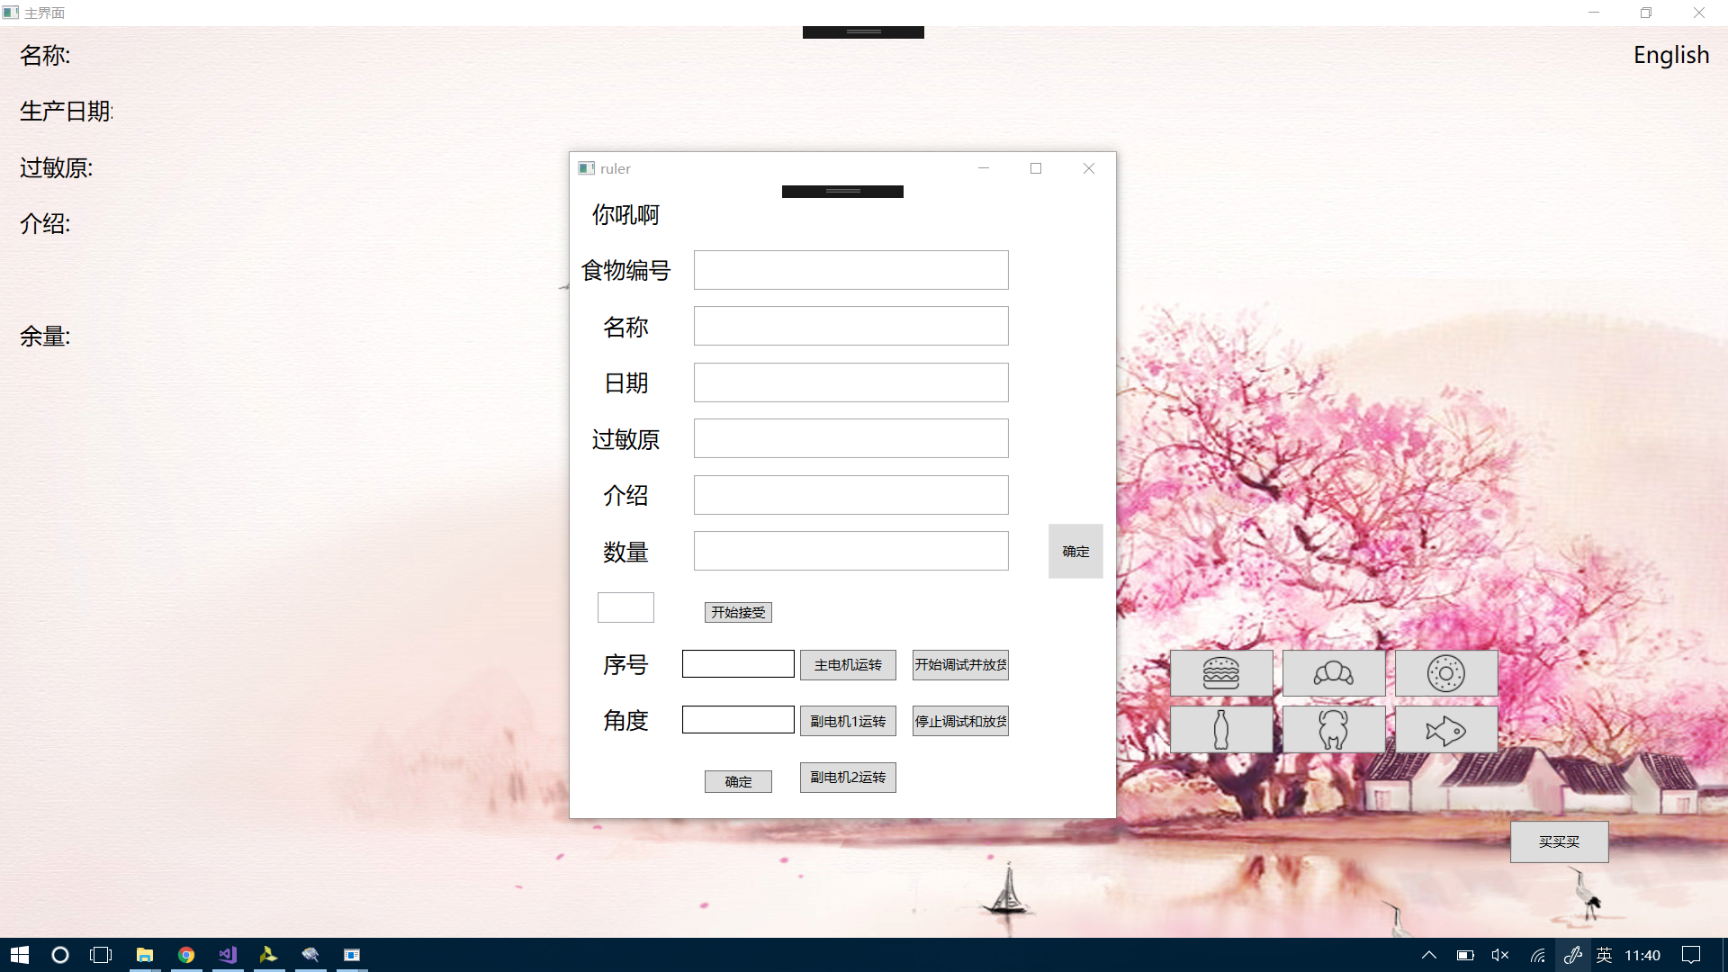 主界面
名称:
English
生产日期:
过敏原:
介绍:
余量:
ruler
你吼啊
食物编号
名称
日期
过敏原
介绍
数量
确定
开始接受
序号 主电机运转 开始调试并放货
角度 副电机1运转 停止调试和放货
确定 副电机2运转
买买买
英 11:40